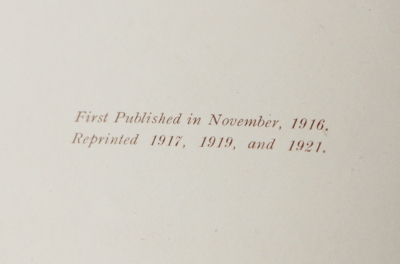 First Published in November, 1916.
Reprinted 1917, 1919, and 1921.